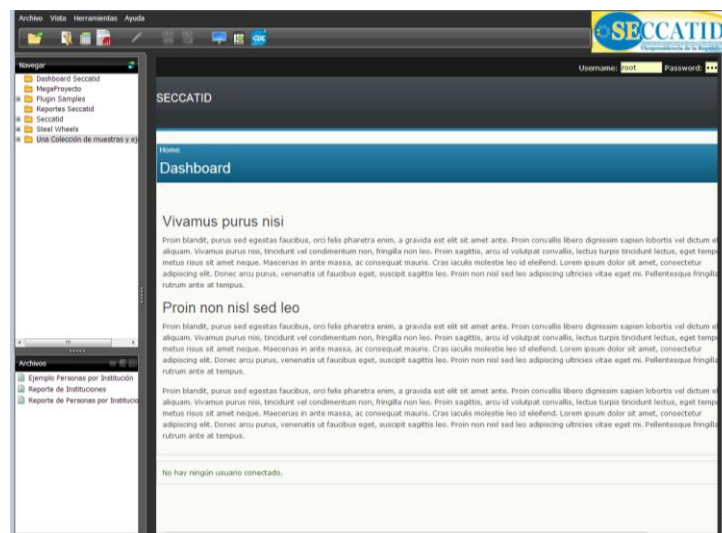 Archivo Vista Herramientas Ayuda
SECCATID
Vicepresidencia de la República
Navegar
Dashboard Seccatid
MegaProyecto
Plugin Samples
Reportes Seccatid
Seccatid
Steel Wheels
Una Colección de muestras y ej
Archivos
Ejemplo Personas por Institución
Reporte de Instituciones
Reporte de Personas por Institucio
Username: root Password:
SECCATID
Home
Dashboard
Vivamus purus nisi
Proin blandit, purus sed egestas faucibus, orci felis pharetra enim, a gravida est elit sit amet ante. Proin convallis libero dignissim sapien lobortis vel dictum e
aliquam. Vivamus purus nisi, tincidunt vel condimentum non, fringilla non leo. Proin sagittis, arcu id volutpat convallis, lectus turpis tincidunt lectus, eget temp
metus risus sit amet neque. Maecenas in ante massa, ac consequat mauris. Cras iaculis molestie leo id eleifend. Lorem ipsum dolor sit amet, consectetur
adipiscing elit. Donec arcu purus, venenatis ut faucibus eget, suscipit sagittis leo. Proin non nisl sed leo adipiscing ultricies vitae eget mi. Pellentesque fringilla
rutrum ante at tempus.
Proin non nisl sed leo
Proin blandit, purus sed egestas faucibus, orci felis pharetra enim, a gravida est elit sit amet ante. Proin convallis libero dignissim sapien lobortis vel dictum e
aliquam. Vivamus purus nisi, tincidunt vel condimentum non, fringilla non leo. Proin sagittis, arcu id volutpat convallis, lectus turpis tincidunt lectus, eget temp
metus risus sit amet neque. Maecenas in ante massa, ac consequat mauris. Cras iaculis molestie leo id eleifend. Lorem ipsum dolor sit amet, consectetur
adipiscing elit. Donec arcu purus, venenatis ut faucibus eget, suscipit sagittis leo. Proin non nisl sed leo adipiscing ultricies vitae eget mi. Pellentesque fringilla
rutrum ante at tempus.
Proin blandit, purus sed egestas faucibus, orci felis pharetra enim, a gravida est elit sit amet ante. Proin convallis libero dignissim sapien lobortis vel dictum e
aliquam. Vivamus purus nisi, tincidunt vel condimentum non, fringilla non leo. Proin sagittis, arcu id volutpat convallis, lectus turpis tincidunt lectus, eget temp
metus risus sit amet neque. Maecenas in ante massa, ac consequat mauris. Cras iaculis molestie leo id eleifend. Lorem ipsum dolor sit amet, consectetur
adipiscing elit. Donec arcu purus, venenatis ut faucibus eget, suscipit sagittis leo. Proin non nisl sed leo adipiscing ultricies vitae eget mi. Pellentesque fringilla
rutrum ante at tempus.
No hay ningún usuario conectado.